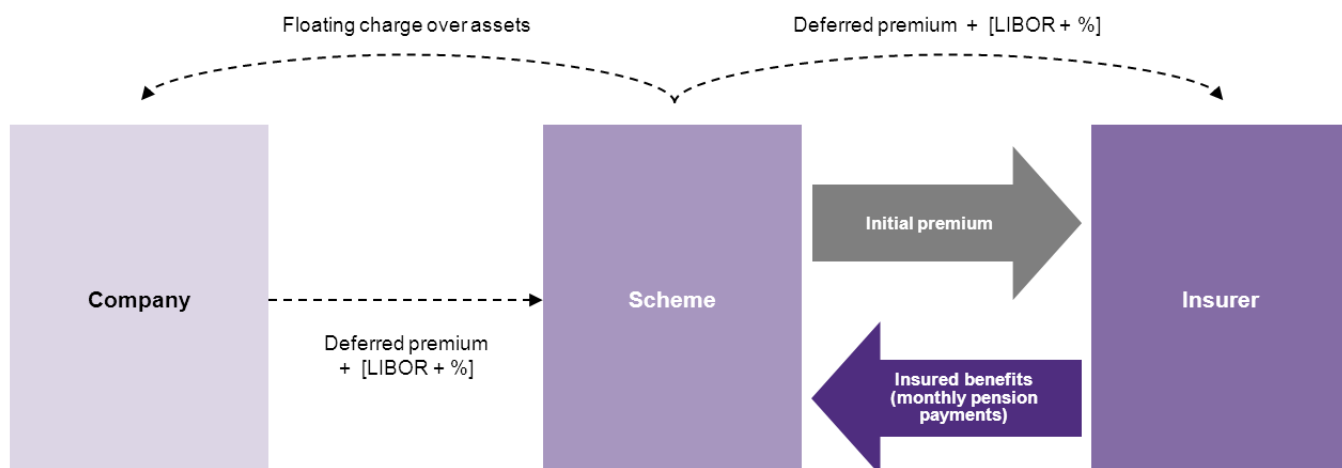 Floating charge over assets
Deferred premium + [LIBOR + %]
Company
Deferred premium
+ [LIBOR + %]
Scheme
Initial premium
Insured benefits
(monthly pension
payments)
Insurer